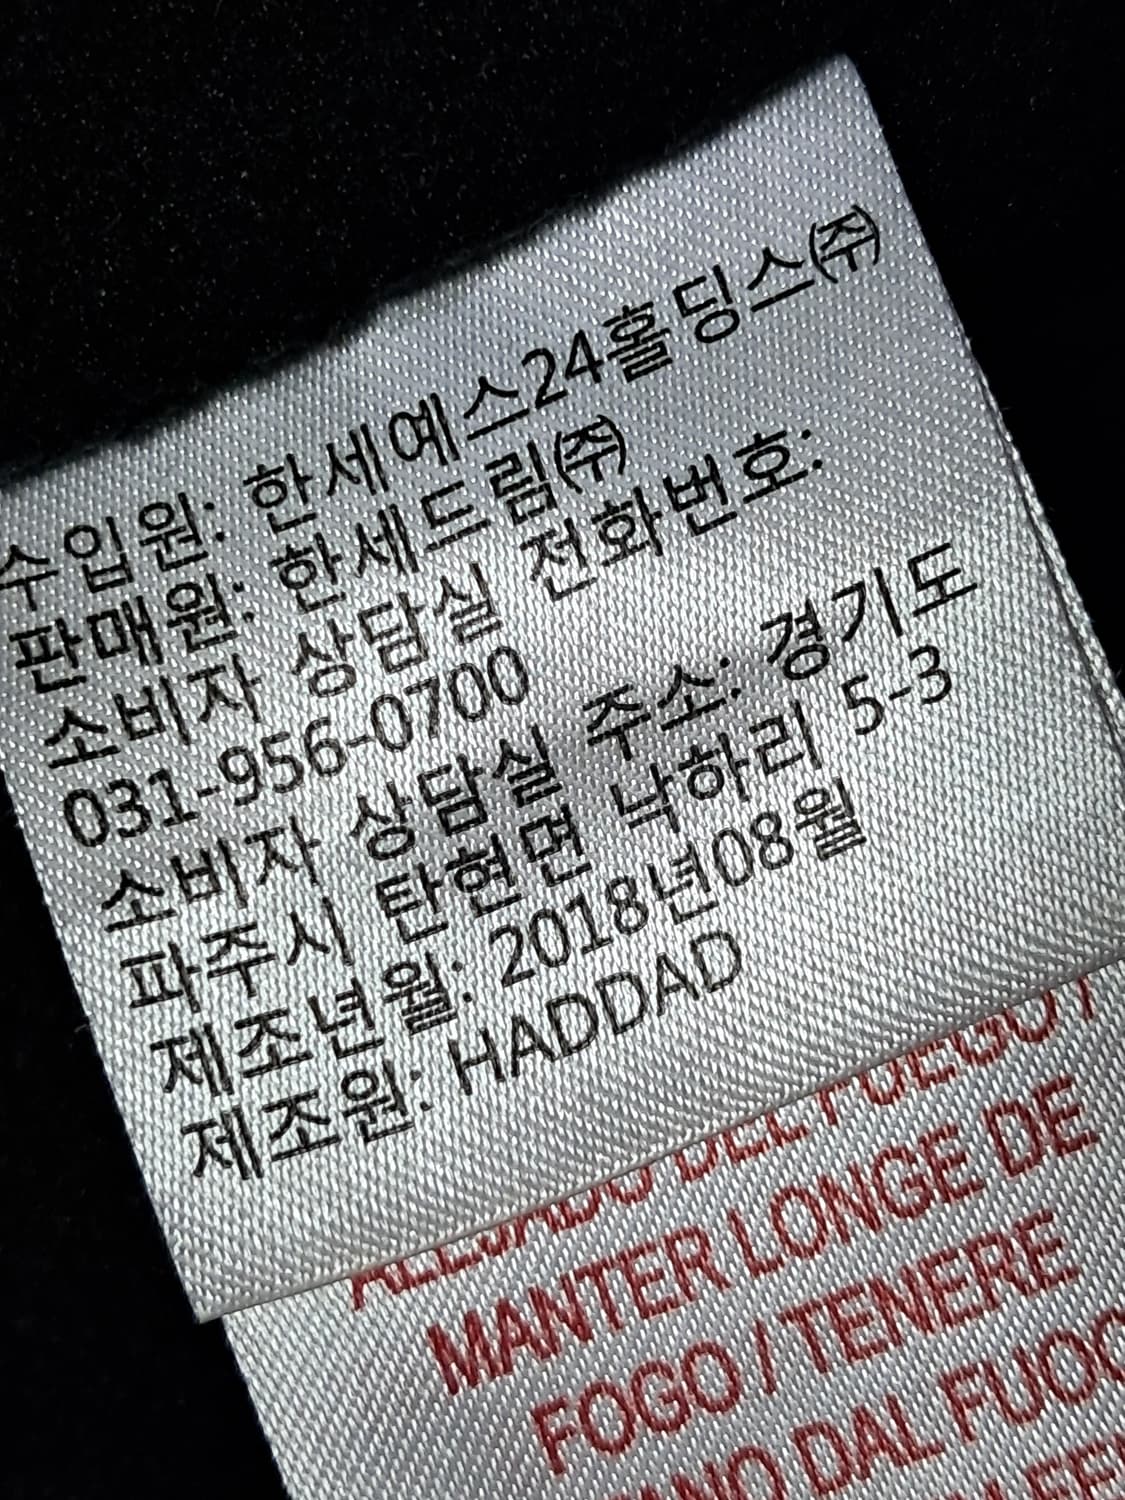 수입원: 한세예스24홀딩스㈜
판매원: 한세드림㈜
소비자 상담실 전화번호:
031-956-0700
소비자 상담실 주소: 경기도
파주시 탄현면 낙하리 5-3
제조년월: 2018년08월
제조원: HADDAD
DEL FUEGO
MANTER LONGE DE
FOGO / TENERE
DAL